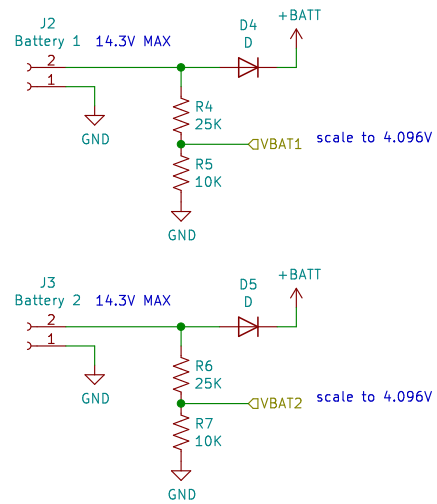 J2
Battery 1 14.3V MAX
D4
D
+BATT
2
1
GND
R4
25K
VBAT1
scale to 4.096V
R5
10K
GND
J3
Battery 2 14.3V MAX
D5
D
+BATT
2
1
GND
R6
25K
VBAT2
scale to 4.096V
R7
10K
GND